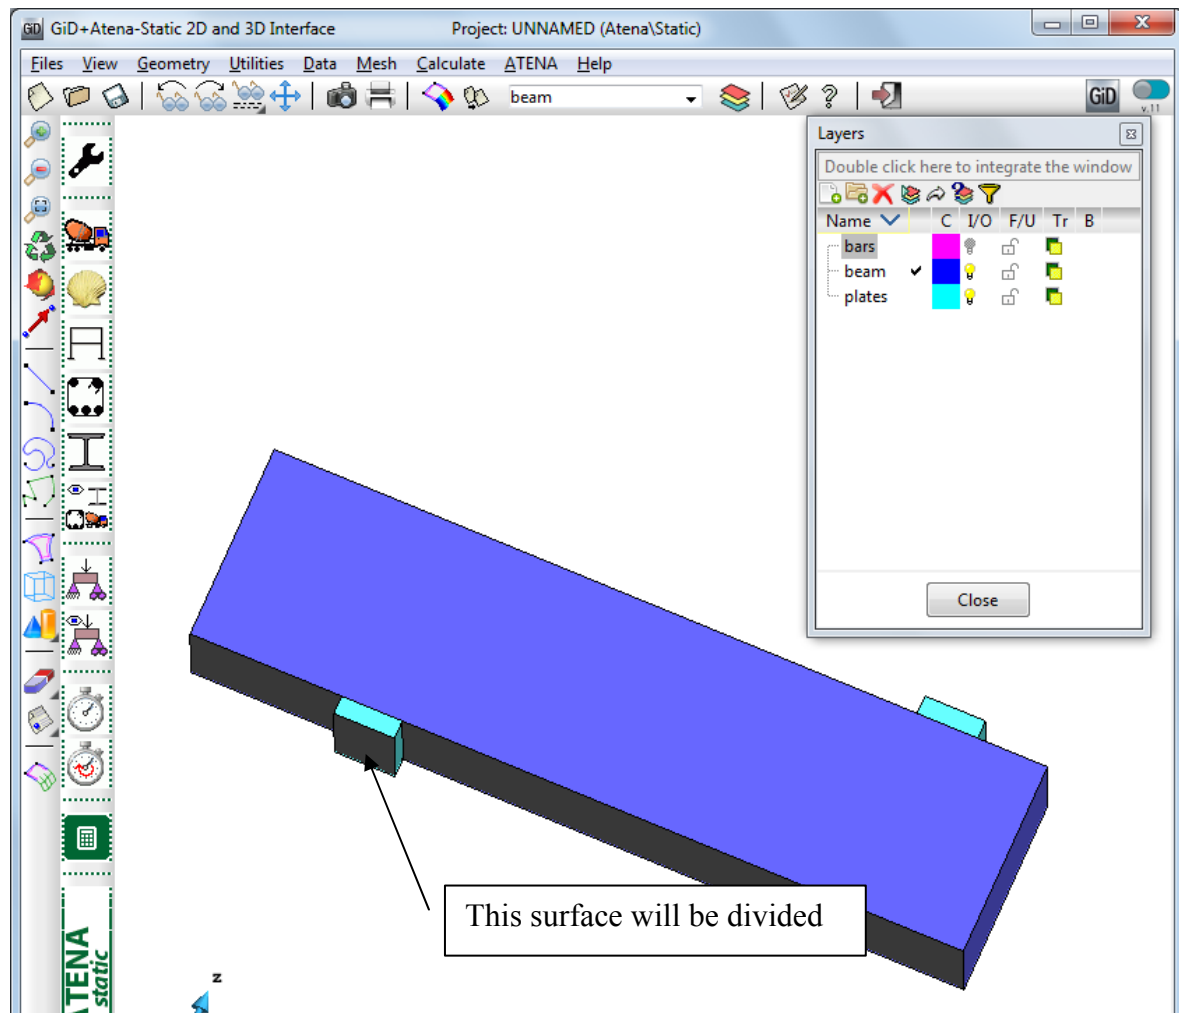 GiD GiD+Atena-Static 2D and 3D Interface Project: UNNAMED (Atena\Static)
Files View Geometry Utilities Data Mesh Calculate ATENA Help
beam GiD v.11
Layers
Double click here to integrate the window
Name C I/O F/U Tr B
bars
beam
plates
Close
This surface will be divided
z
ATENA
static